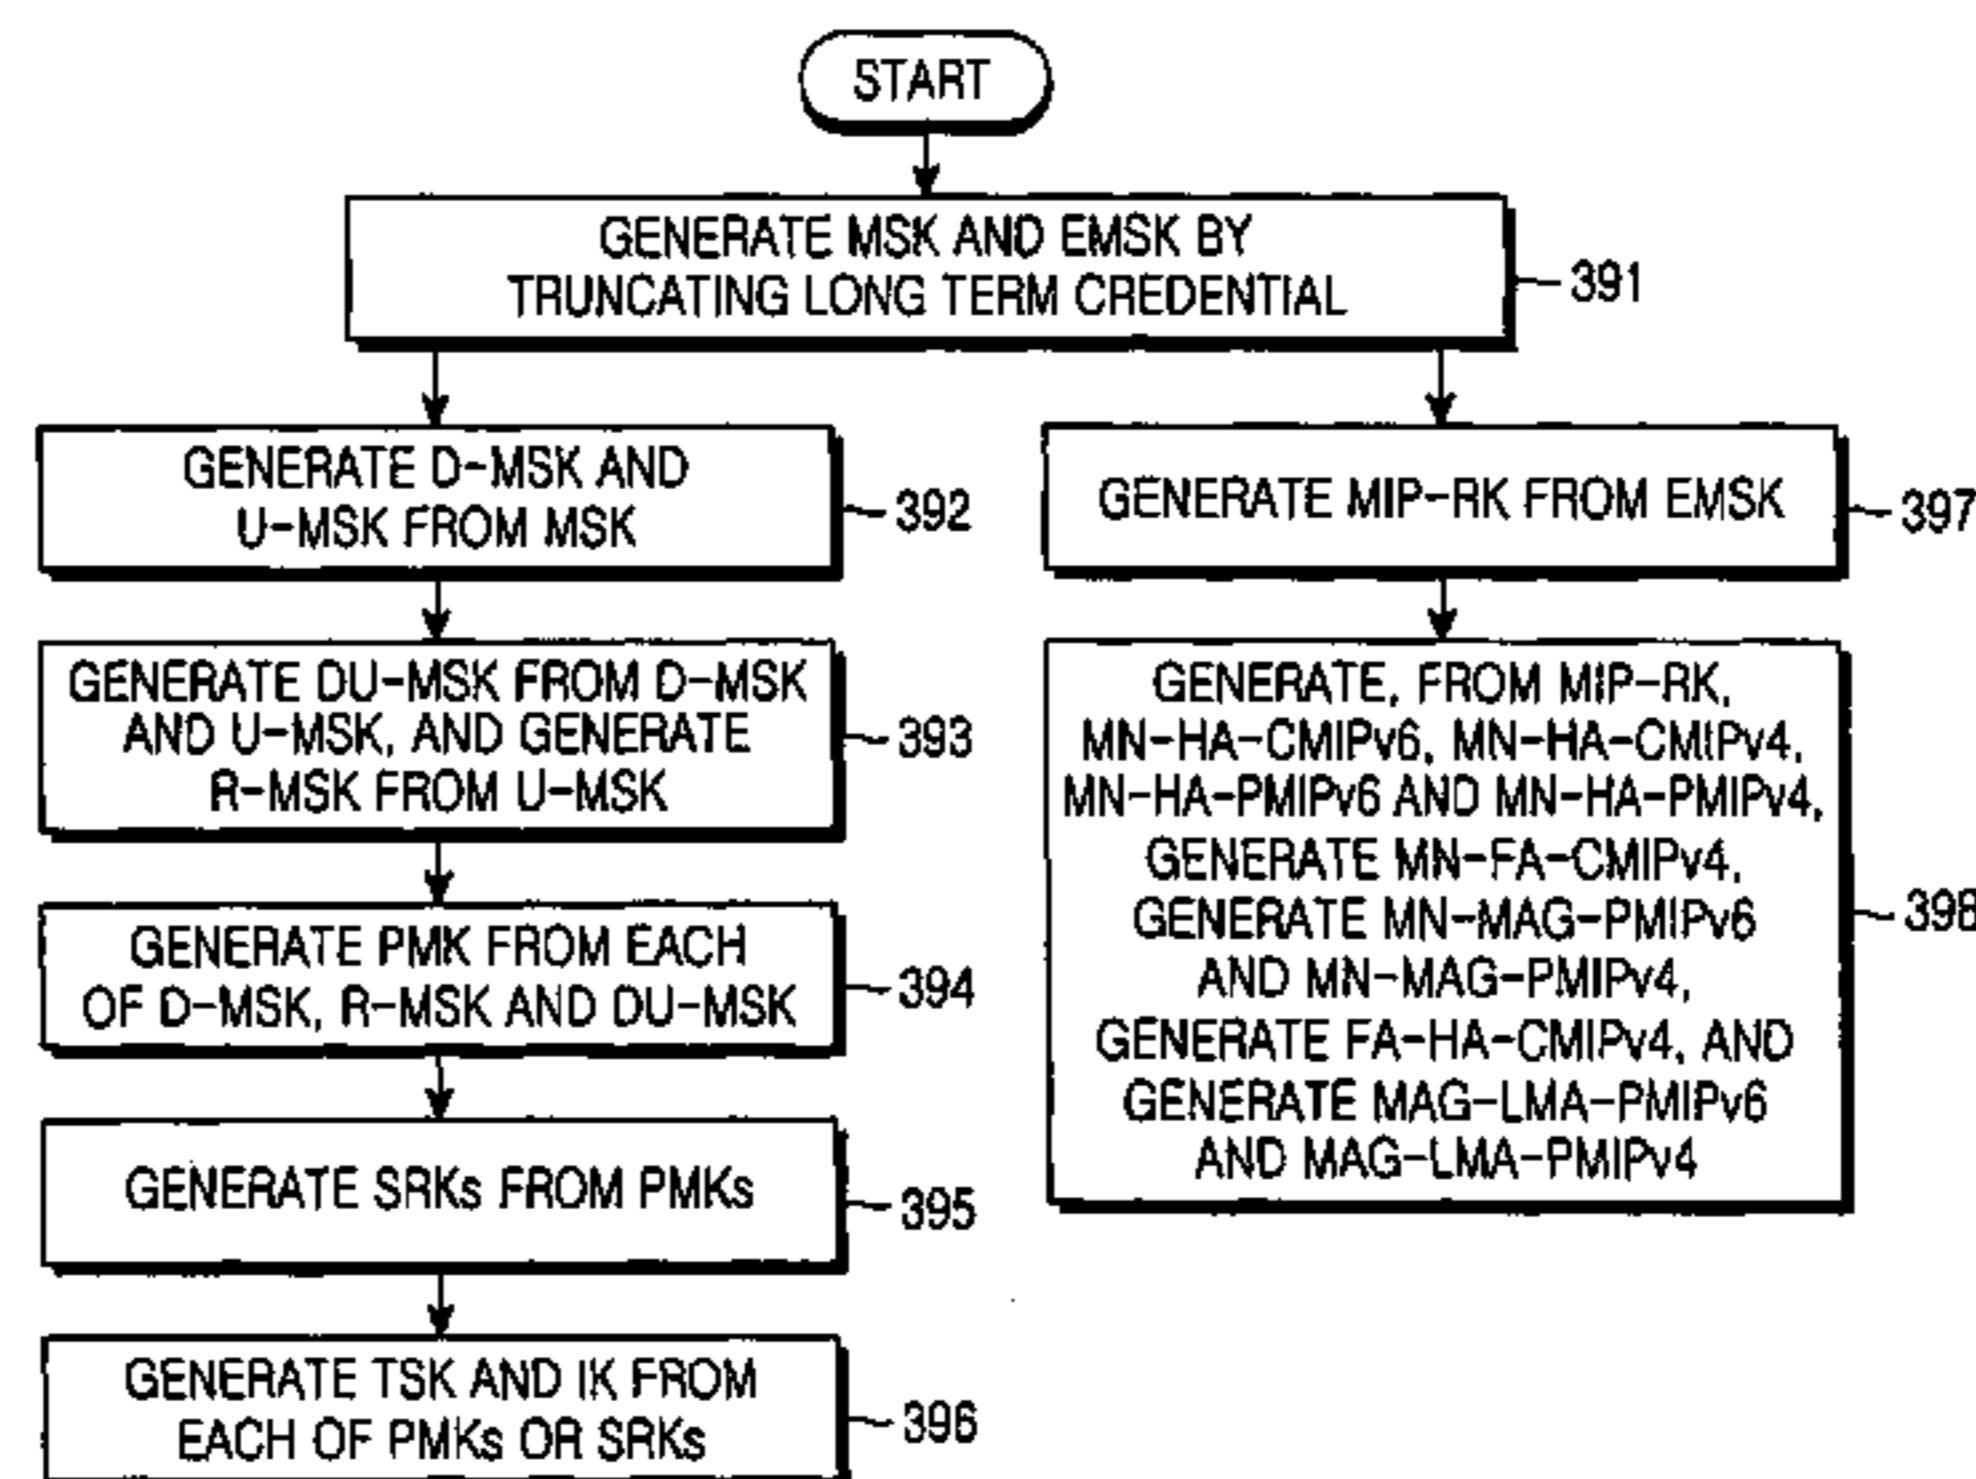 START
GENERATE MSK AND EMSK BY
TRUNCATING LONG TERM CREDENTIAL
391
GENERATE D-MSK AND
U-MSK FROM MSK
392
GENERATE DU-MSK FROM D-MSK
AND U-MSK, AND GENERATE
R-MSK FROM U-MSK
393
GENERATE PMK FROM EACH
OF D-MSK, R-MSK AND DU-MSK
394
GENERATE SRKs FROM PMKs
395
GENERATE TSK AND IK FROM
EACH OF PMKs OR SRKs
396
GENERATE MIP-RK FROM EMSK
397
GENERATE, FROM MIP-RK,
MN-HA-CMIPv6, MN-HA-CMIPv4,
MN-HA-PMIPv6 AND MN-HA-PMIPv4,
GENERATE MN-FA-CMIPv4,
GENERATE MN-MAG-PMIPv6
AND MN-MAG-PMIPv4,
GENERATE FA-HA-CMIPv4, AND
GENERATE MAG-LMA-PMIPv6
AND MAG-LMA-PMIPv4
398